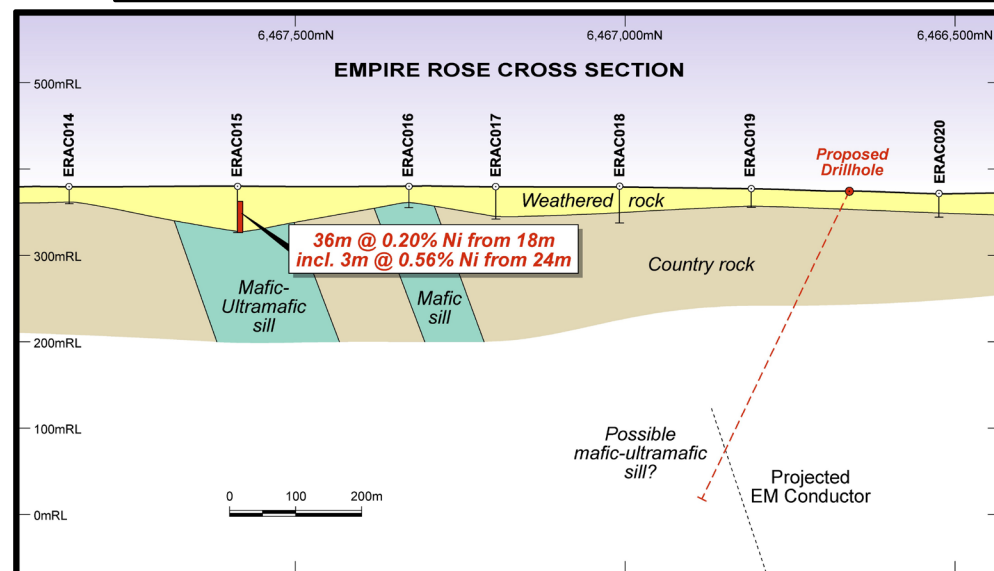 6,467,500mN
6,467,000mN
6,466,500mN
EMPIRE ROSE CROSS SECTION
500mRL
ERAC014
ERAC015
ERAC016
ERAC017
ERAC018
ERAC019
Proposed
Drillhole
ERAC020
Weathered rock
36m @ 0.20% Ni from 18m
incl. 3m @ 0.56% Ni from 24m
300mRL
Country rock
Mafic-
Ultramafic
sill
Mafic
sill
200mRL
100mRL
Possible
mafic-ultramafic
sill?
Projected
EM Conductor
0 100 200m
0mRL